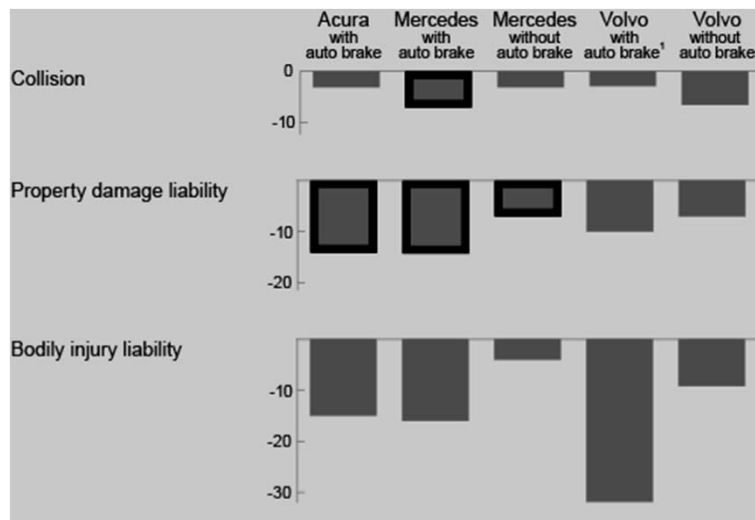 Acura Mercedes Mercedes Volvo Volvo
with with without with without
auto brake auto brake auto brake auto brake¹ auto brake
Collision
0
-10
Property damage liability
-10
-20
Bodily injury liability
-10
-20
-30